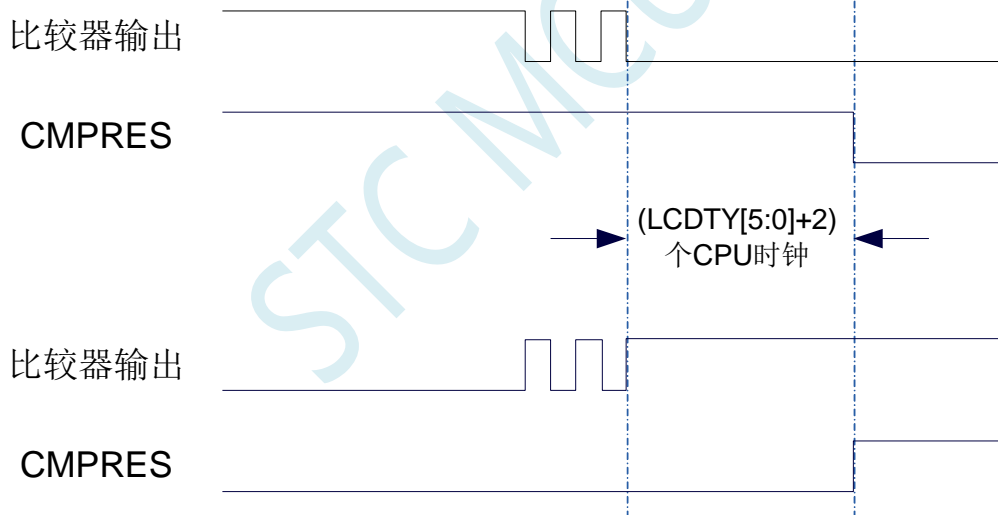 比较器输出
CMPRES
(LCDTY[5:0]+2)
个CPU时钟
比较器输出
CMPRES
STC MCU